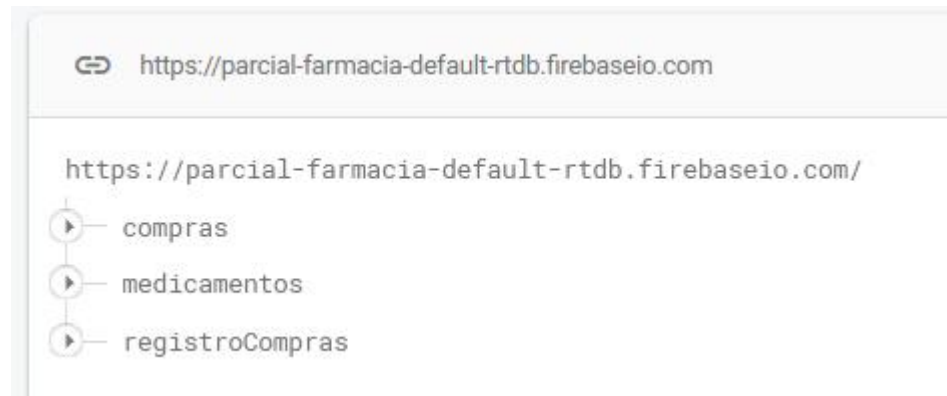 https://parcial-farmacia-default-rtdb.firebaseio.com
https://parcial-farmacia-default-rtdb.firebaseio.com/
compras
medicamentos
registroCompras